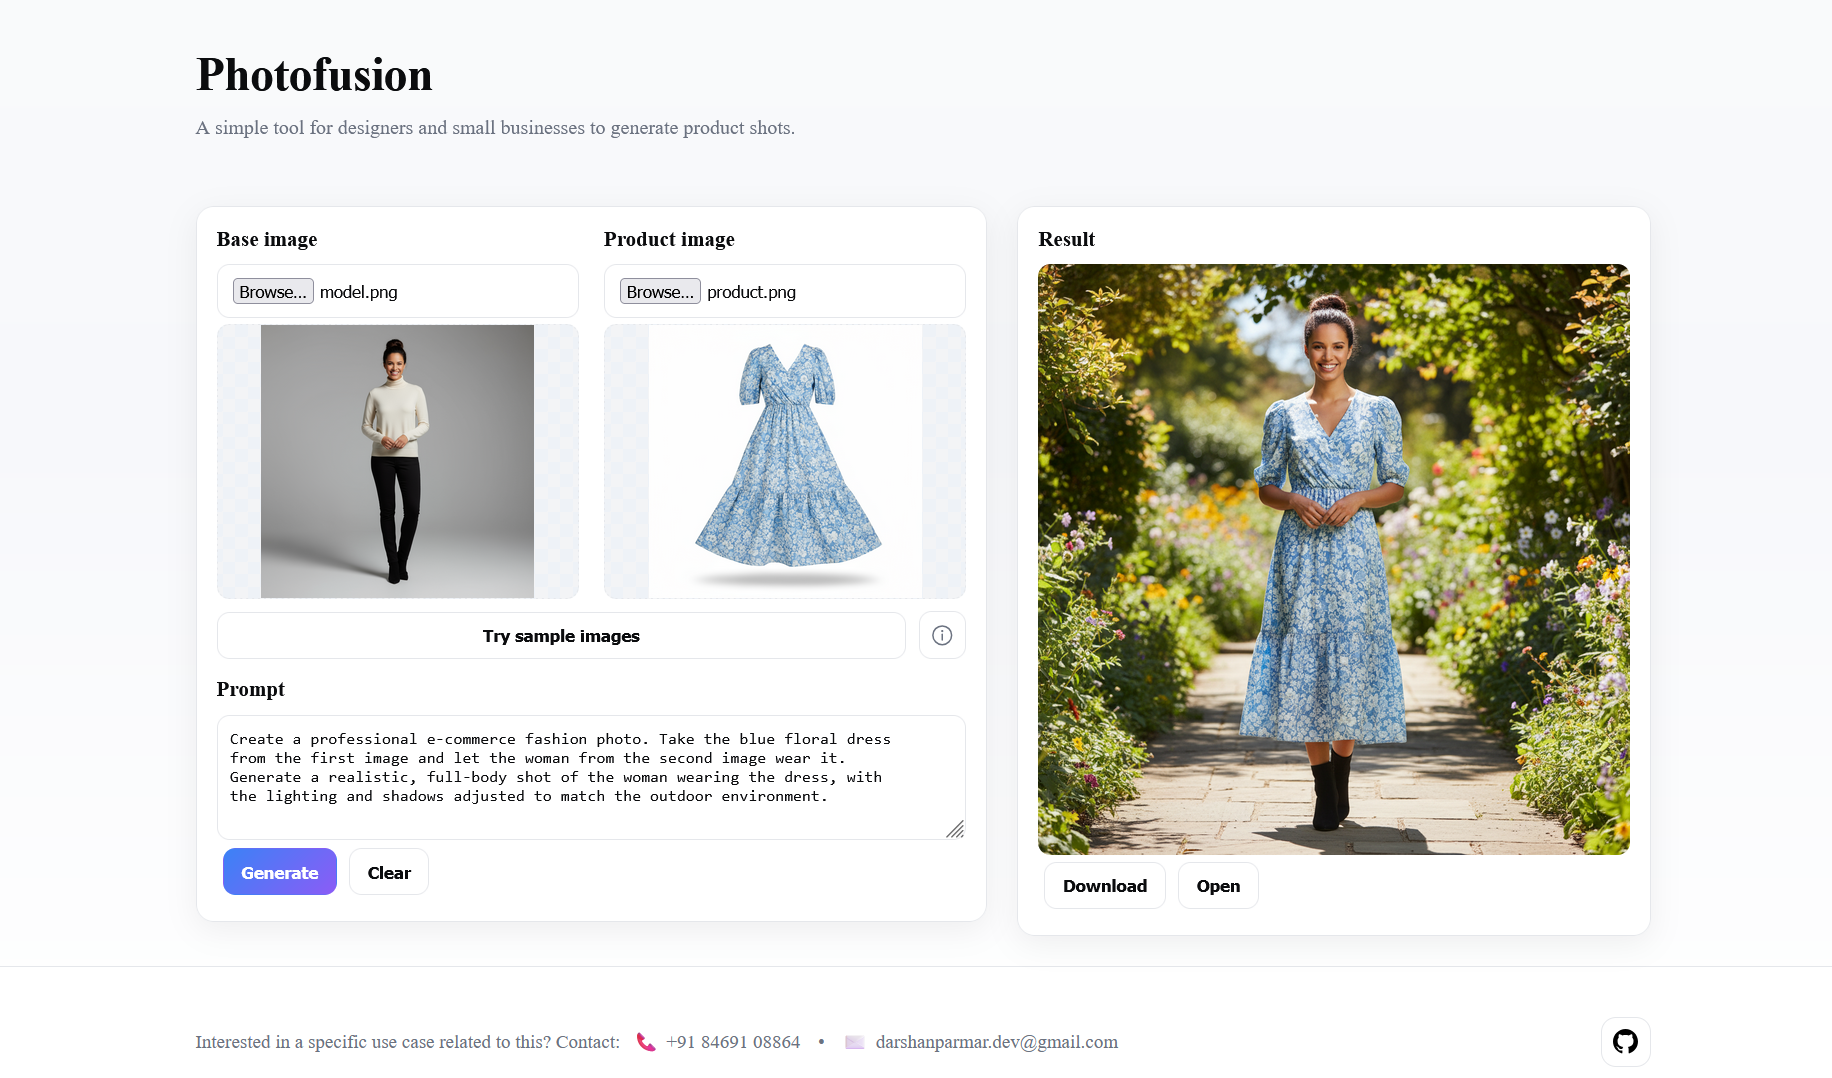 Photofusion
A simple tool for designers and small businesses to generate product shots.
Base image
Browse... model.png
Product image
Browse... product.png
Try sample images
Prompt
Create a professional e-commerce fashion photo. Take the blue floral dress
from the first image and let the woman from the second image wear it.
Generate a realistic, full-body shot of the woman wearing the dress, with
the lighting and shadows adjusted to match the outdoor environment.
Generate
Clear
Result
Download
Open
Interested in a specific use case related to this? Contact: +91 84691 08864 • darshanparmar.dev@gmail.com